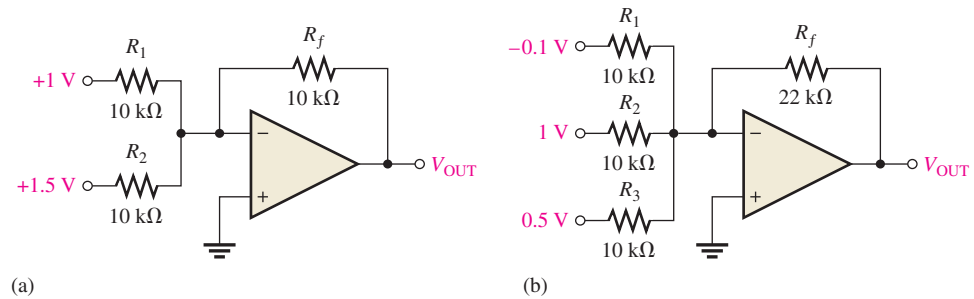 R1
+1 V
10 kΩ
R2
+1.5 V
10 kΩ
Rf
10 kΩ
−
+
VOUT
(a)
R1
−0.1 V
10 kΩ
R2
1 V
10 kΩ
R3
0.5 V
10 kΩ
Rf
22 kΩ
−
+
VOUT
(b)